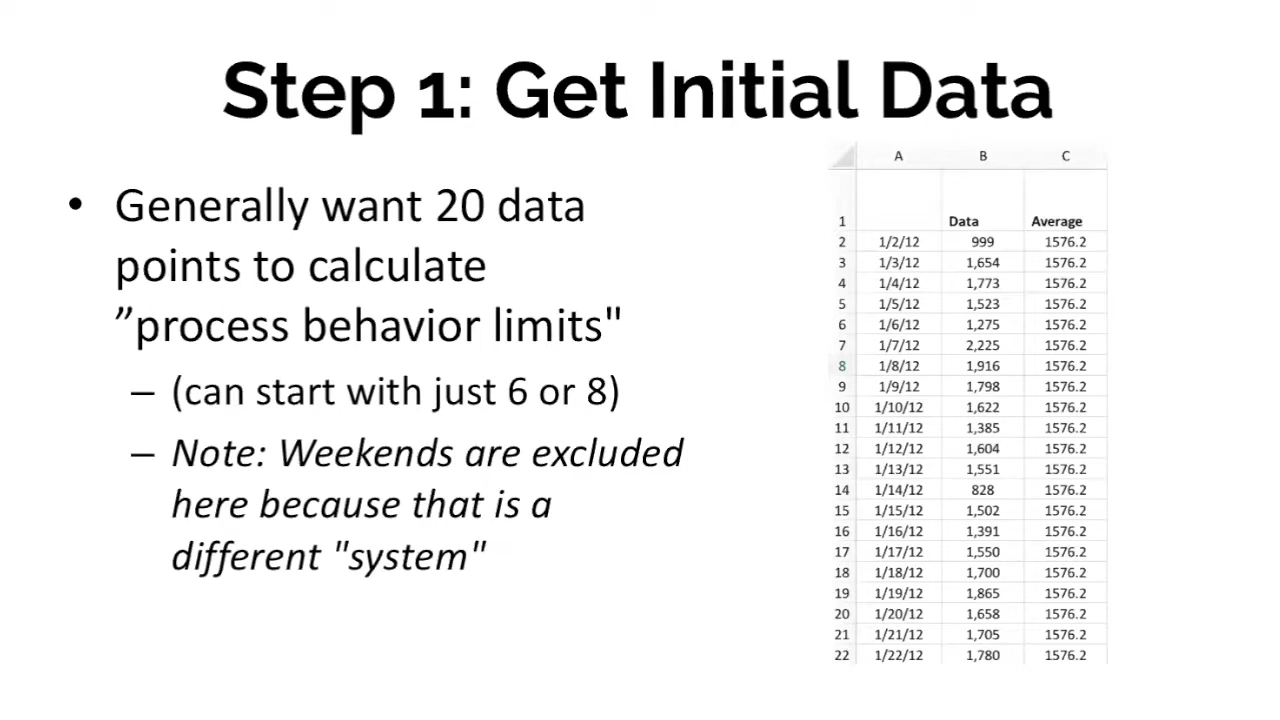 Step 1: Get Initial Data
• Generally want 20 data
points to calculate
”process behavior limits"
– (can start with just 6 or 8)
– Note: Weekends are excluded
here because that is a
different "system"
A B C
1 Data Average
2 1/2/12 999 1576.2
3 1/3/12 1,654 1576.2
4 1/4/12 1,773 1576.2
5 1/5/12 1,523 1576.2
6 1/6/12 1,275 1576.2
7 1/7/12 2,225 1576.2
8 1/8/12 1,916 1576.2
9 1/9/12 1,798 1576.2
10 1/10/12 1,622 1576.2
11 1/11/12 1,385 1576.2
12 1/12/12 1,604 1576.2
13 1/13/12 1,551 1576.2
14 1/14/12 828 1576.2
15 1/15/12 1,502 1576.2
16 1/16/12 1,391 1576.2
17 1/17/12 1,550 1576.2
18 1/18/12 1,700 1576.2
19 1/19/12 1,865 1576.2
20 1/20/12 1,658 1576.2
21 1/21/12 1,705 1576.2
22 1/22/12 1,780 1576.2